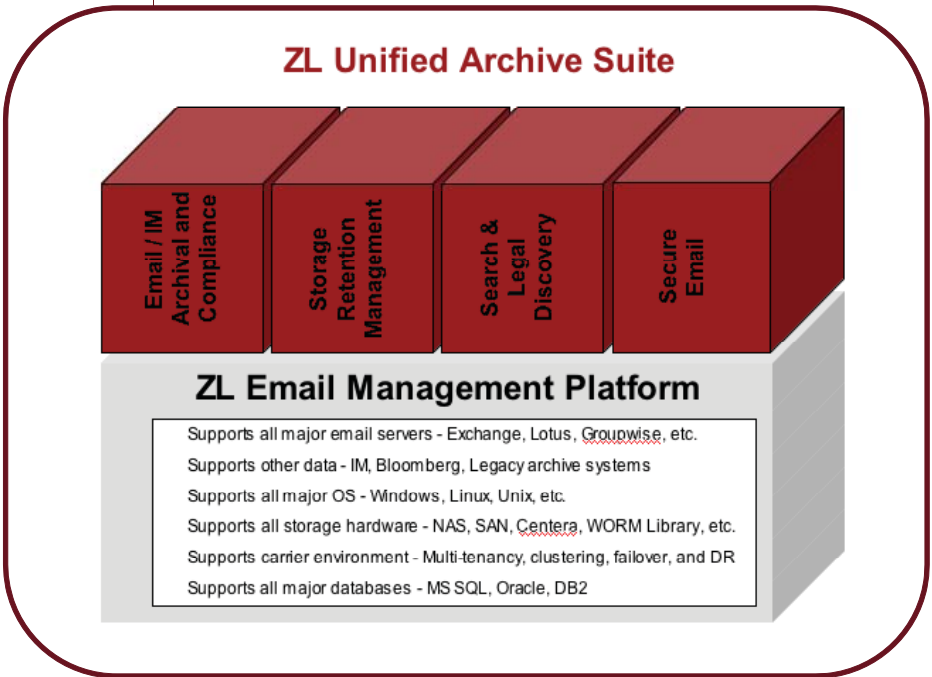 ZL Unified Archive Suite
Email / IM
Archival and
Compliance
Storage
Retention
Management
Search &
Legal
Discovery
Secure
Email
ZL Email Management Platform
Supports all major email servers - Exchange, Lotus, Groupwise, etc.
Supports other data - IM, Bloomberg, Legacy archive systems
Supports all major OS - Windows, Linux, Unix, etc.
Supports all storage hardware - NAS, SAN, Centera, WORM Library, etc.
Supports carrier environment - Multi-tenancy, clustering, failover, and DR
Supports all major databases - MS SQL, Oracle, DB2